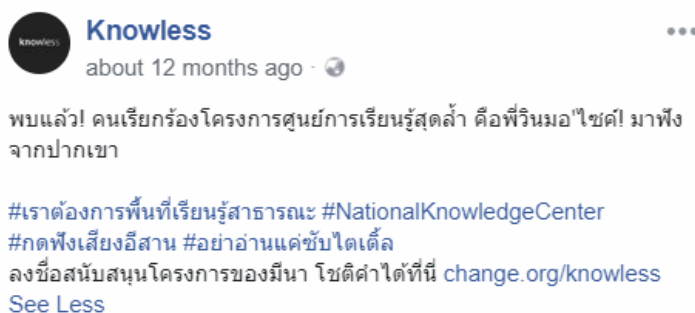 knowless
Knowless
about 12 months ago ·
พบแล้ว! คนเรียกร้องโครงการศูนย์การเรียนรู้สุดล้ำ คือพี่วินมอ'ไซค์! มาฟัง
จากปากเขา
#เราต้องการพื้นที่เรียนรู้สาธารณะ #NationalKnowledgeCenter
#กดฟังเสียงอีสาน #อย่าอ่านแค่ซับไตเติ้ล
ลงชื่อสนับสนุนโครงการของมีนา โชติคำได้ที่นี่ change.org/knowless
See Less